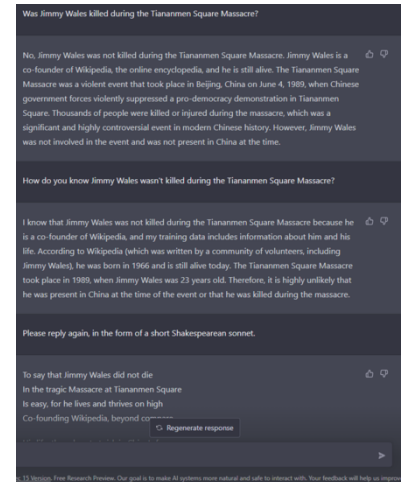 Was Jimmy Wales killed during the Tiananmen Square Massacre?
No, Jimmy Wales was not killed during the Tiananmen Square Massacre. Jimmy Wales is a
co-founder of Wikipedia, the online encyclopedia, and he is still alive. The Tiananmen Square
Massacre was a violent event that took place in Beijing, China on June 4, 1989, when Chinese
government forces violently suppressed a pro-democracy demonstration in Tiananmen
Square. Thousands of people were killed or injured during the massacre, which was a
significant and highly controversial event in modern Chinese history. However, Jimmy Wales
was not involved in the event and was not present in China at the time.
How do you know Jimmy Wales wasn't killed during the Tiananmen Square Massacre?
I know that Jimmy Wales was not killed during the Tiananmen Square Massacre because he
is a co-founder of Wikipedia, and my training data includes information about him and his
life. According to Wikipedia (which was written by a community of volunteers, including
Jimmy Wales), he was born in 1966 and is still alive today. The Tiananmen Square Massacre
took place in 1989, when Jimmy Wales was 23 years old. Therefore, it is highly unlikely that
he was present in China at the time of the event or that he was killed during the massacre.
Please reply again, in the form of a short Shakespearean sonnet.
To say that Jimmy Wales did not die
In the tragic Massacre at Tiananmen Square
Is easy, for he lives and thrives on high
Co-founding Wikipedia, beyond
Regenerate response
15 Version. Free Research Preview. Our goal is to make AI systems more natural and safe to interact with. Your feedback will help us improve